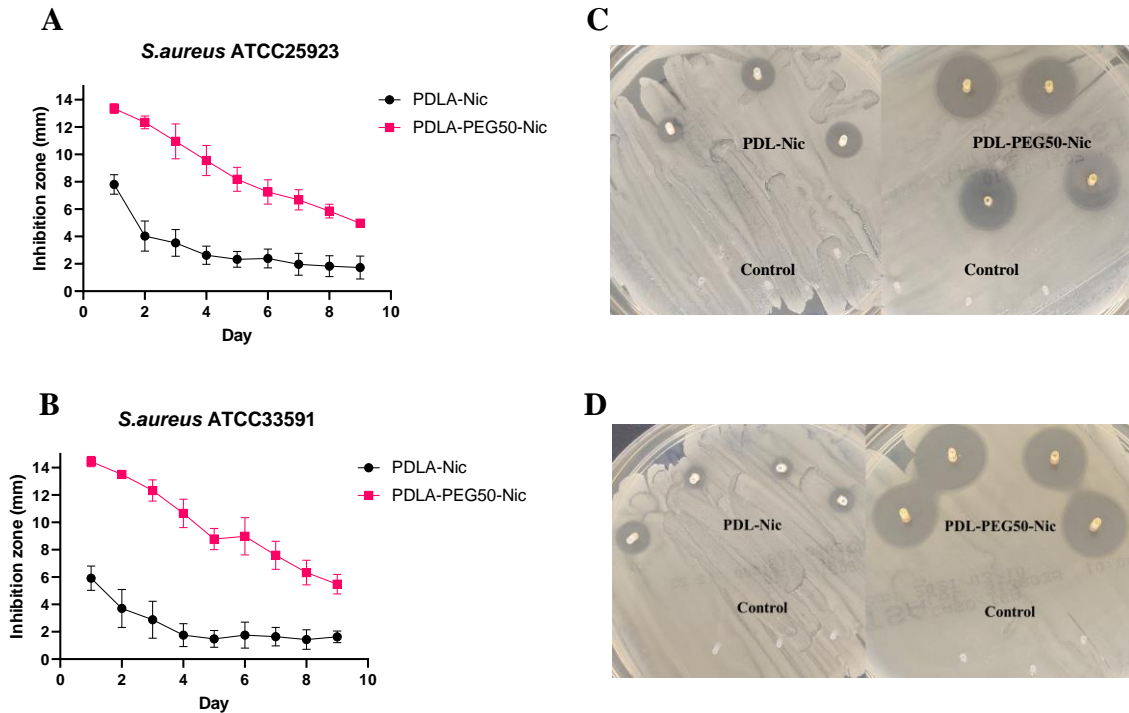 A
S.aureus ATCC25923
Inhibition zone (mm)
14
12
10
8
6
4
2
0
0 2 4 6 8 10
Day
PDLA-Nic
PDLA-PEG50-Nic
C
PDL-Nic
Control
PDL-PEG50-Nic
Control
B
S.aureus ATCC33591
Inhibition zone (mm)
14
12
10
8
6
4
2
0
0 2 4 6 8 10
Day
PDLA-Nic
PDLA-PEG50-Nic
D
PDL-Nic
Control
PDL-PEG50-Nic
Control